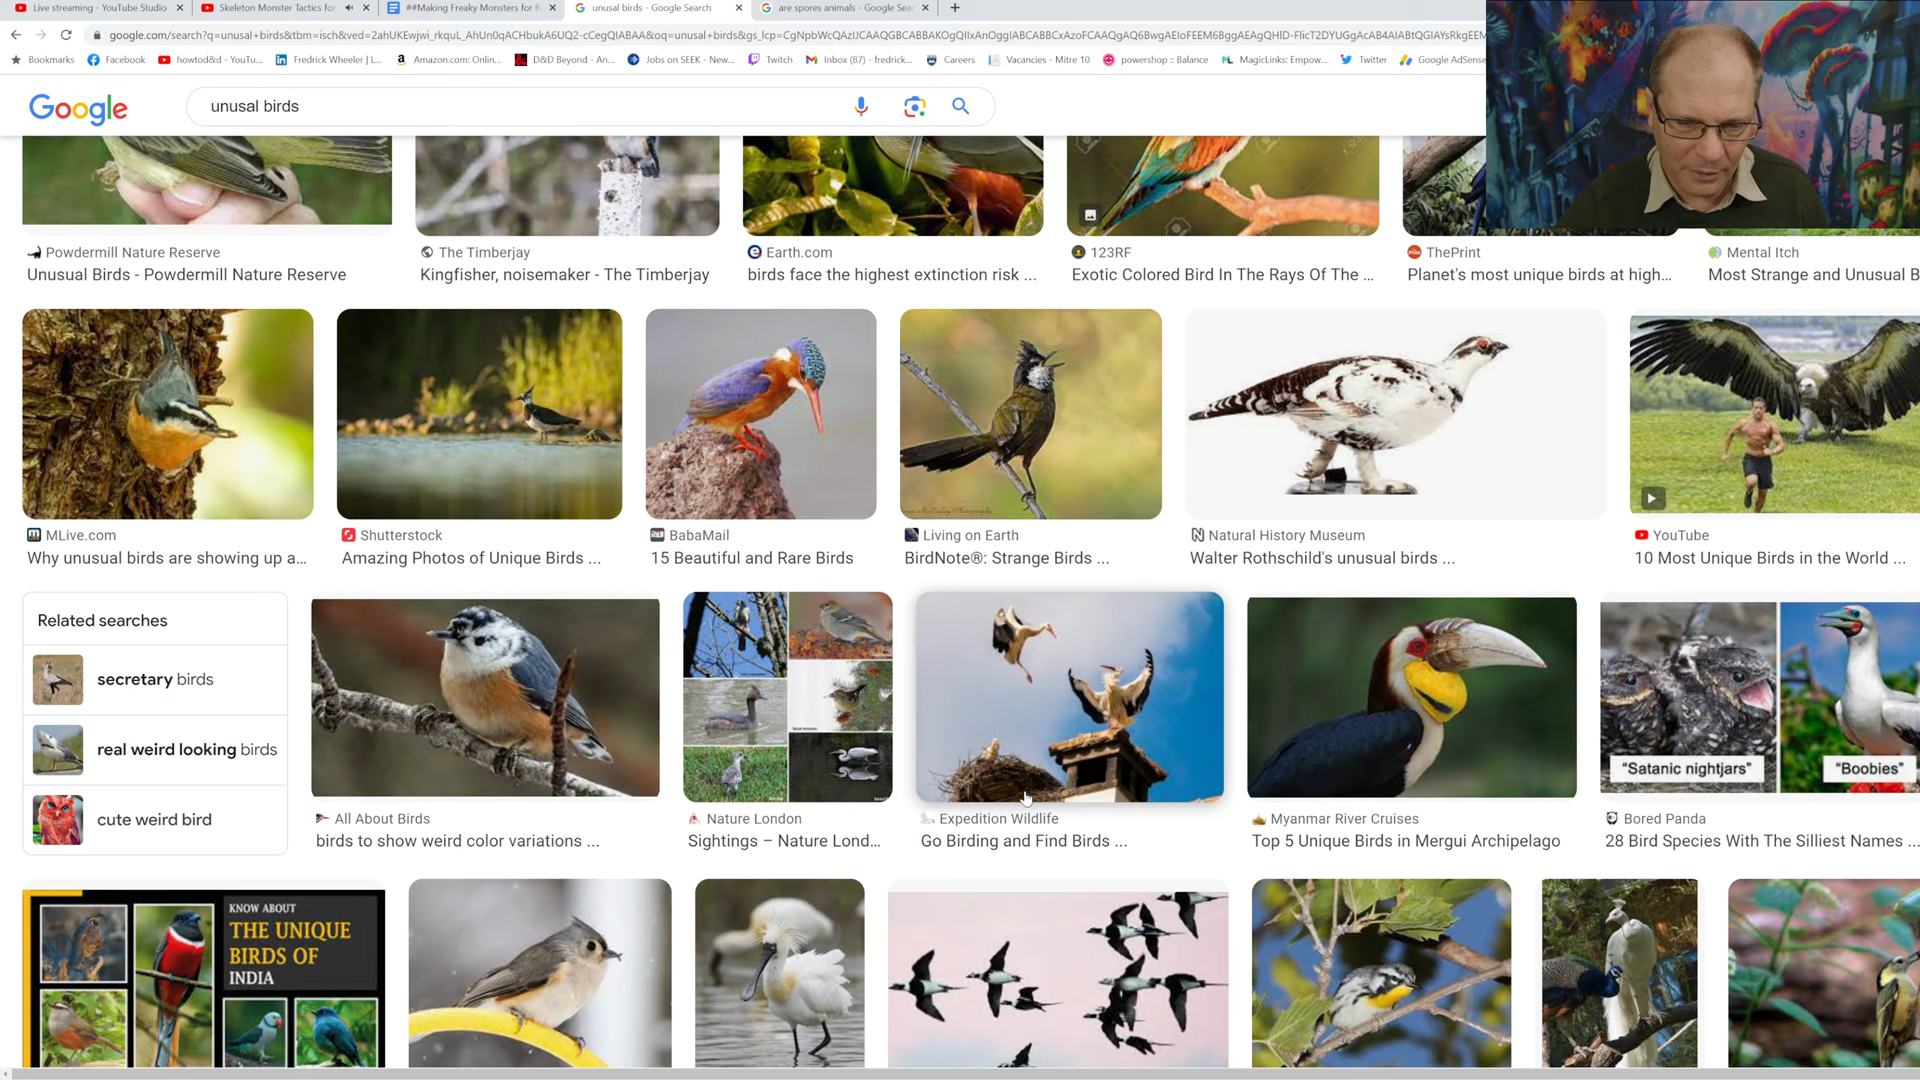 Live streaming - YouTube Studio
Skeleton Monster Tactics for
##Making Freaky Monsters for R
unusal birds - Google Search
are spores animals - Google Sear
Bookmarks
Facebook
howtod&d - YouTu...
Fredrick Wheeler | L...
Amazon.com: Onlin...
D&D Beyond - An...
Jobs on SEEK - New...
Twitch
Inbox (87) - fredrick...
Careers
Vacancies - Mitre 10
powershop :: Balance
MagicLinks: Empow...
Twitter
Google AdSense
Google
unusal birds
Powdermill Nature Reserve
Unusual Birds - Powdermill Nature Reserve
The Timberjay
Kingfisher, noisemaker - The Timberjay
Earth.com
birds face the highest extinction risk ...
123RF
Exotic Colored Bird In The Rays Of The ...
ThePrint
Planet's most unique birds at high...
Mental Itch
Most Strange and Unusual B
MLive.com
Why unusual birds are showing up a...
Shutterstock
Amazing Photos of Unique Birds ...
BabaMail
15 Beautiful and Rare Birds
Living on Earth
BirdNote®: Strange Birds ...
Natural History Museum
Walter Rothschild's unusual birds ...
YouTube
10 Most Unique Birds in the World ...
Related searches
secretary birds
real weird looking birds
cute weird bird
All About Birds
birds to show weird color variations ...
Nature London
Sightings – Nature Lond...
Expedition Wildlife
Go Birding and Find Birds ...
Myanmar River Cruises
Top 5 Unique Birds in Mergui Archipelago
"Satanic nightjars"
"Boobies"
Bored Panda
28 Bird Species With The Silliest Names ...
KNOW ABOUT
THE UNIQUE
BIRDS OF
INDIA